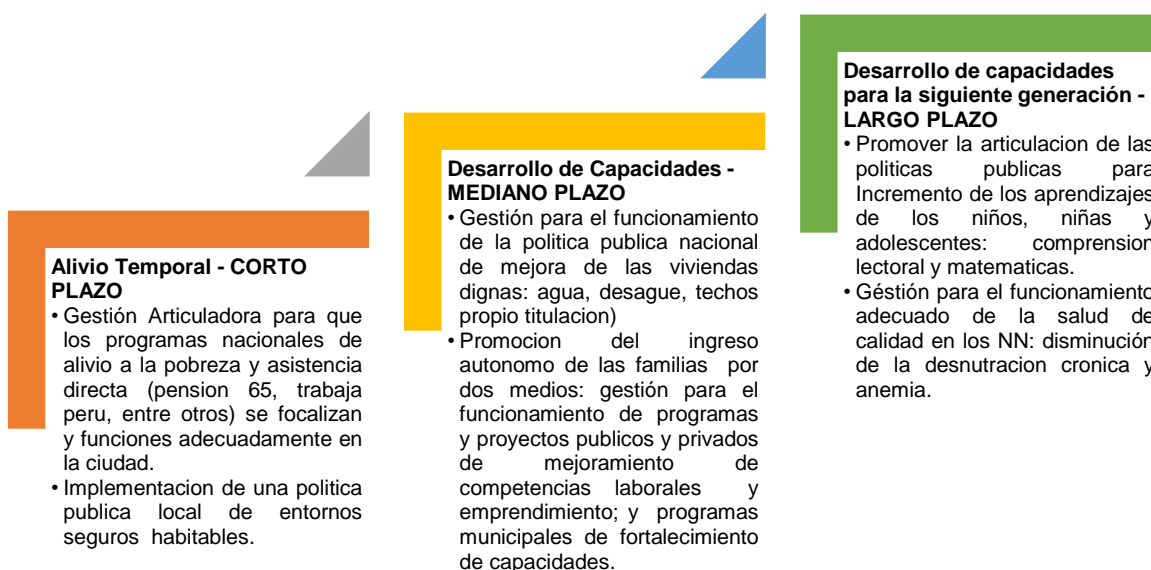 Alivio Temporal - CORTO
PLAZO
• Gestión Articuladora para que
los programas nacionales de
alivio a la pobreza y asistencia
directa (pension 65, trabaja
peru, entre otros) se focalizan
y funciones adecuadamente en
la ciudad.
• Implementacion de una politica
publica local de entornos
seguros habitables.
Desarrollo de Capacidades -
MEDIANO PLAZO
• Gestión para el funcionamiento
de la politica publica nacional
de mejora de las viviendas
dignas: agua, desague, techos
propio titulacion)
• Promocion del ingreso
autonomo de las familias por
dos medios: gestión para el
funcionamiento de programas
y proyectos publicos y privados
de mejoramiento de
competencias laborales y
emprendimiento; y programas
municipales de fortalecimiento
de capacidades.
Desarrollo de capacidades
para la siguiente generación -
LARGO PLAZO
• Promover la articulacion de las
politicas publicas para
Incremento de los aprendizajes
de los niños, niñas y
adolescentes: comprension
lectoral y matematicas.
• Géstión para el funcionamiento
adecuado de la salud de
calidad en los NN: disminución
de la desnutracion cronica y
anemia.